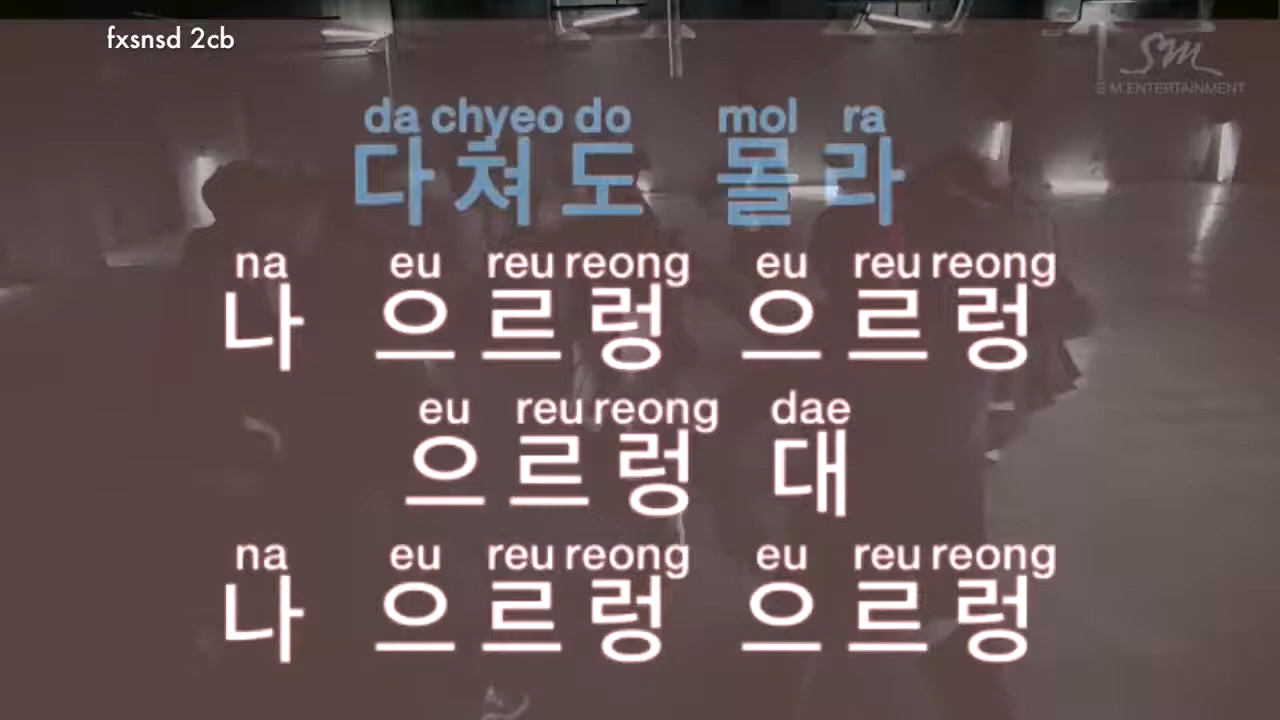 fxsnsd 2cb
SM
S.M.ENTERTAINMENT
da chyeo do mol ra
다쳐도 몰라
na eu reu reong eu reu reong
나 으르렁 으르렁
eu reu reong dae
으르렁 대
na eu reu reong eu reu reong
나 으르렁 으르렁